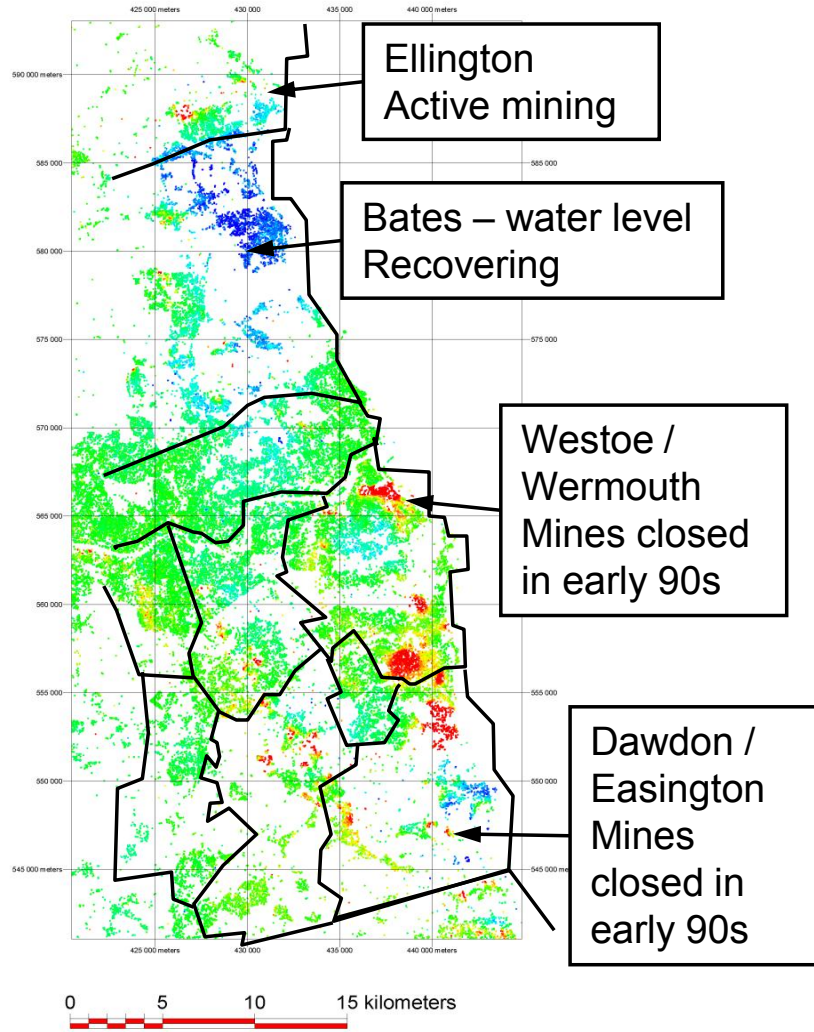 425 000 meters 430 000 435 000 440 000 meters
590 000 meters
Ellington
Active mining
585 000 585 000
Bates – water level
Recovering
580 000
575 000 575 000
570 000
Westoe /
Wermouth
Mines closed
in early 90s
565 000
560 000
555 000 555 000
Dawdon /
Easington
Mines
closed in
early 90s
550 000 550 000
545 000 meters 545 000 me
425 000 meters 430 000 435 000 440 000 meters
0 5 10 15 kilometers